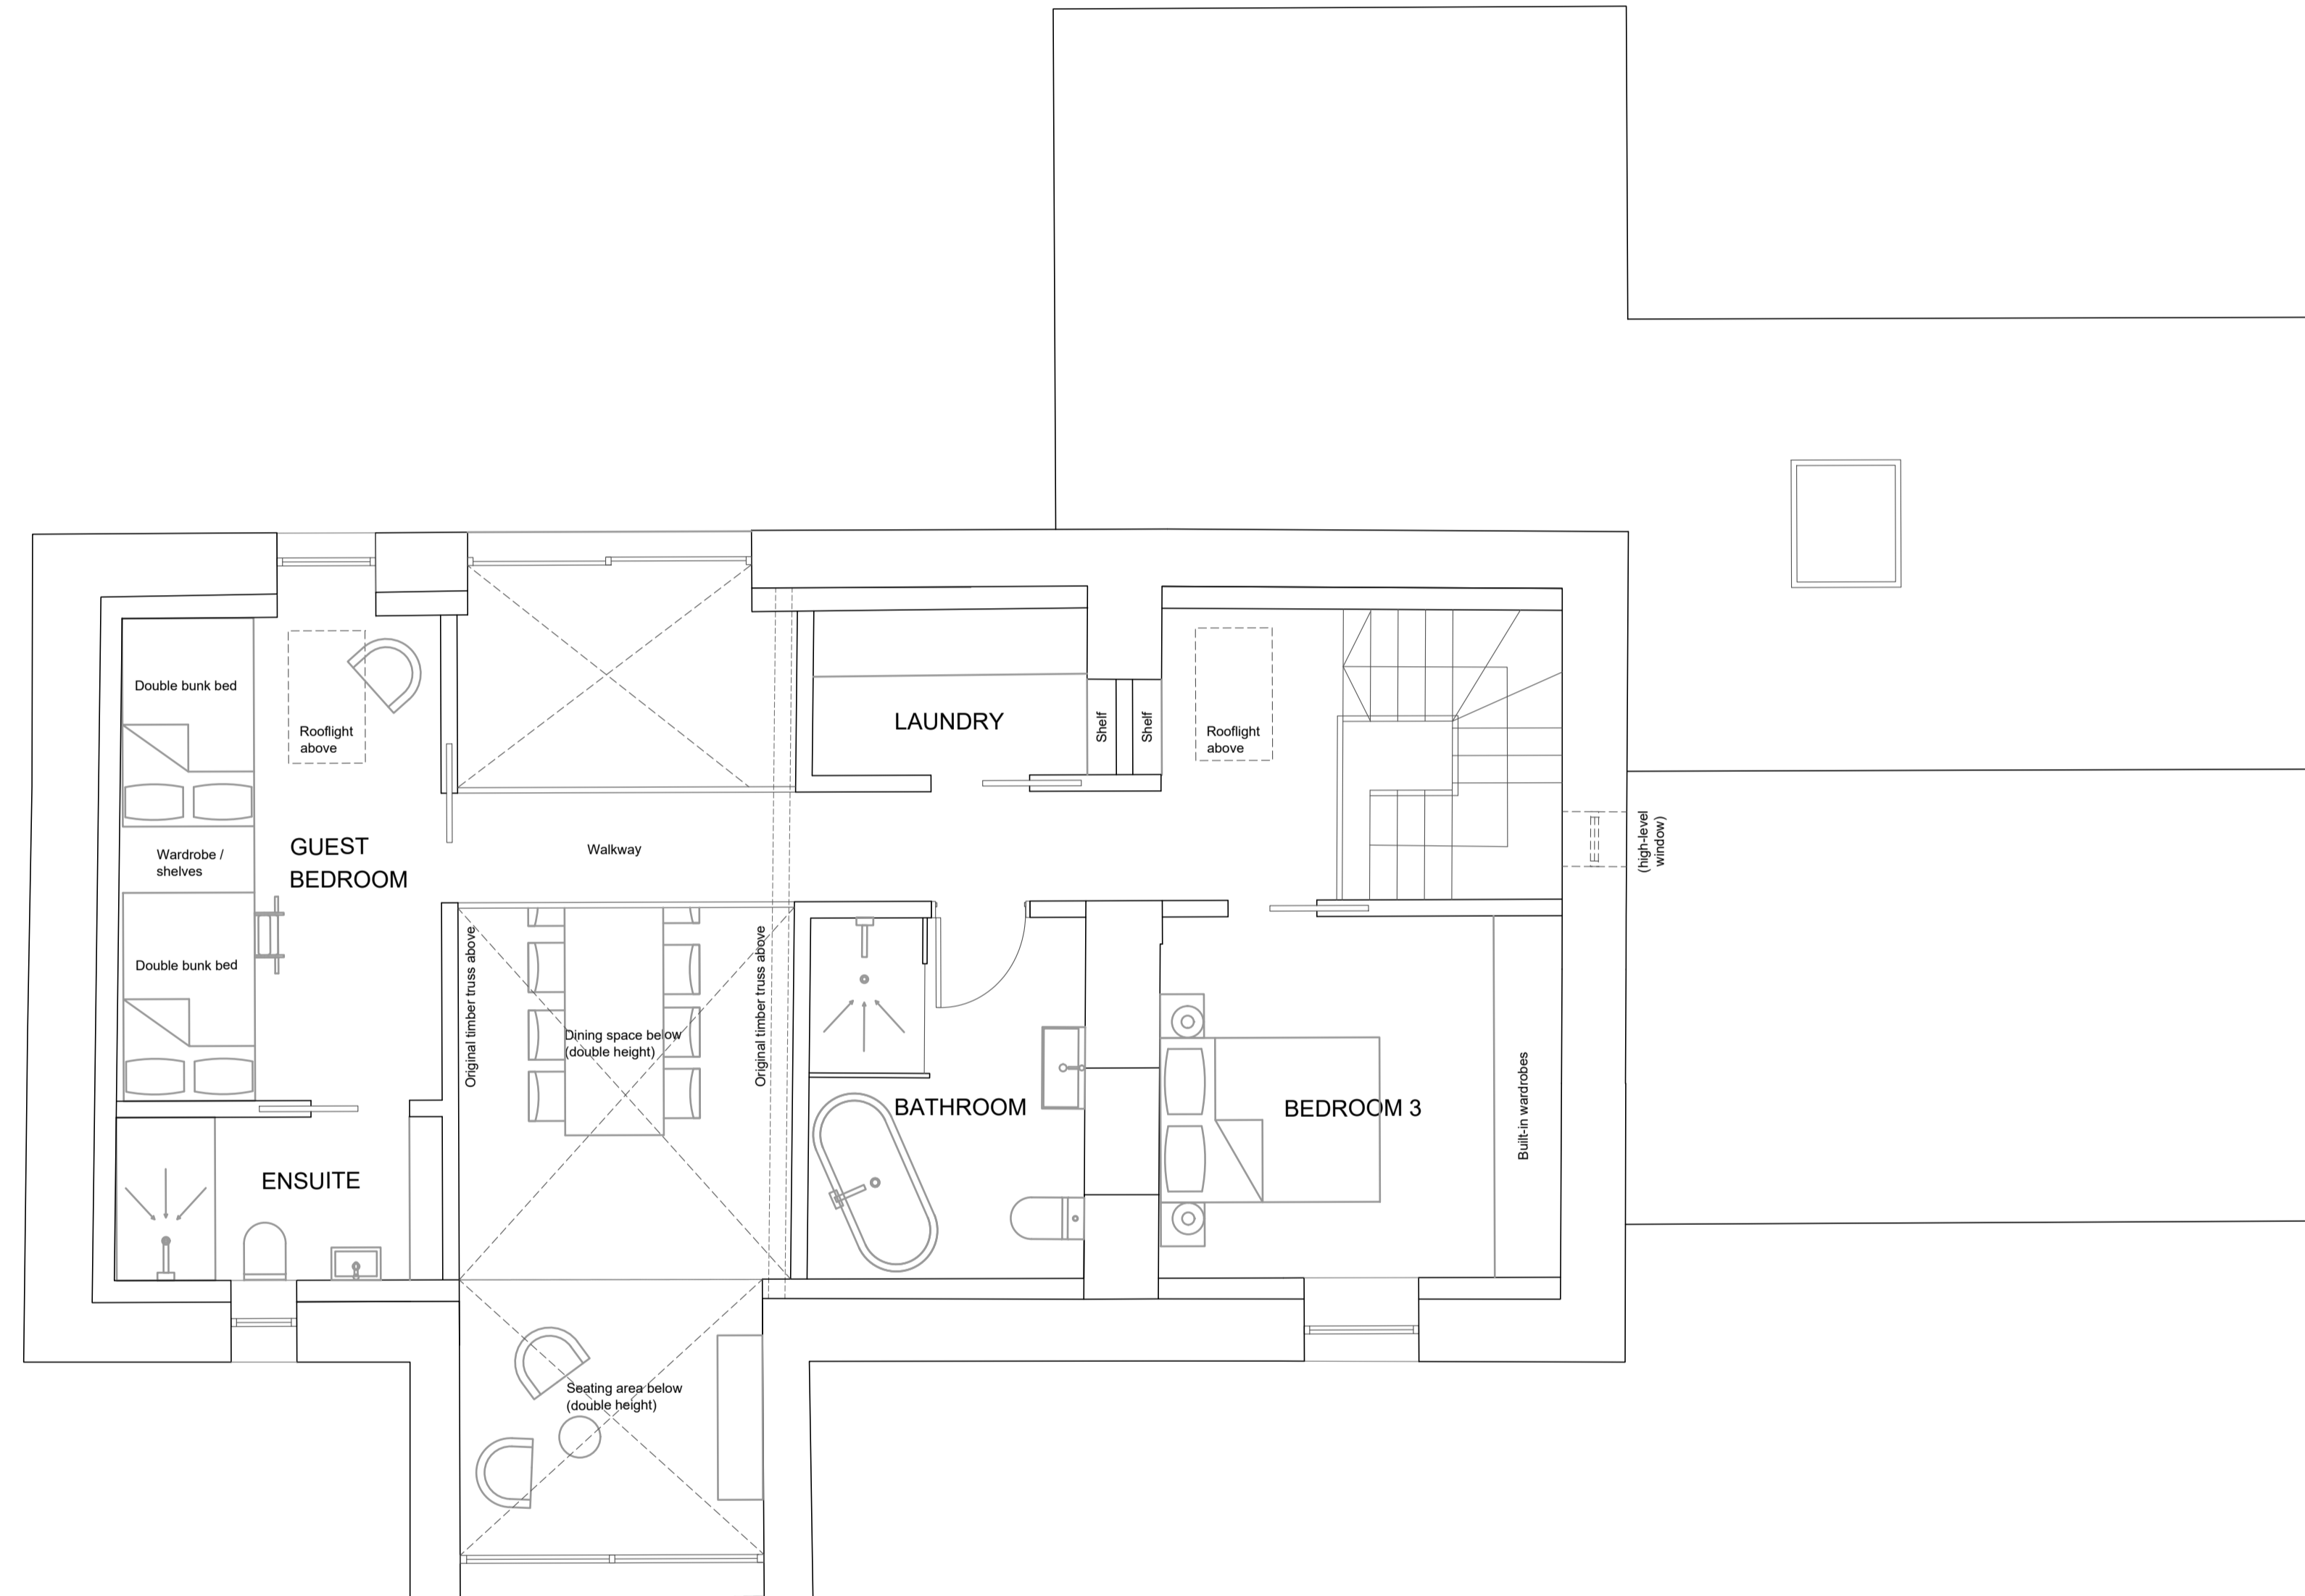 Double bunk bed
Rooflight
above
LAUNDRY
Shelf
Shelf
Rooflight
above
(high-level
window)
GUEST
BEDROOM
Wardrobe /
shelves
Walkway
Double bunk bed
Original timber truss above
Dining space below
(double height)
Original timber truss above
BATHROOM
BEDROOM 3
Built-in wardrobes
ENSUITE
Seating area below
(double height)